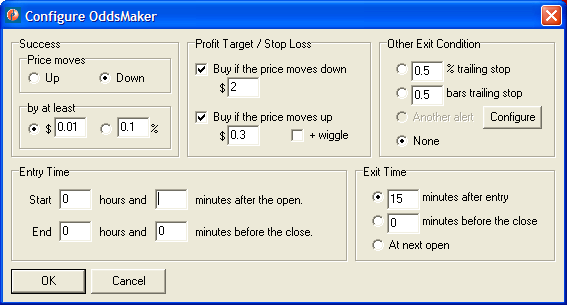 Configure OddsMaker
Success
Price moves
Up Down
by at least
$ 0.01 0.1 %
Profit Target / Stop Loss
Buy if the price moves down
$ 2
Buy if the price moves up
$ 0.3 + wiggle
Other Exit Condition
0.5 % trailing stop
0.5 bars trailing stop
Another alert Configure
None
Entry Time
Start 0 hours and minutes after the open.
End 0 hours and 0 minutes before the close.
Exit Time
15 minutes after entry
0 minutes before the close
At next open
OK Cancel